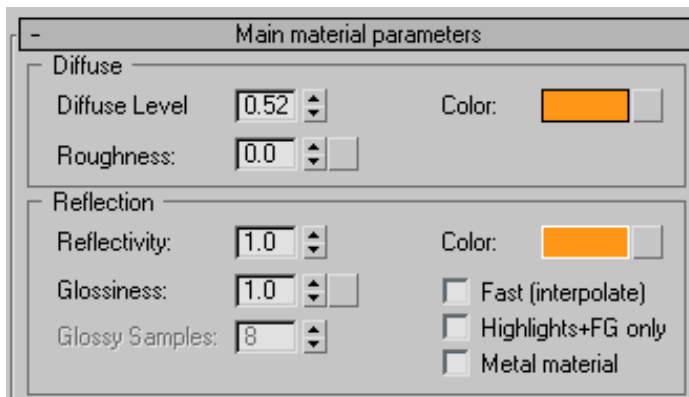 - Main material parameters
Diffuse
Diffuse Level 0.52 Color:
Roughness: 0.0
Reflection
Reflectivity: 1.0 Color:
Glossiness: 1.0 Fast (interpolate)
Highlights+FG only
Glossy Samples: 8
Metal material